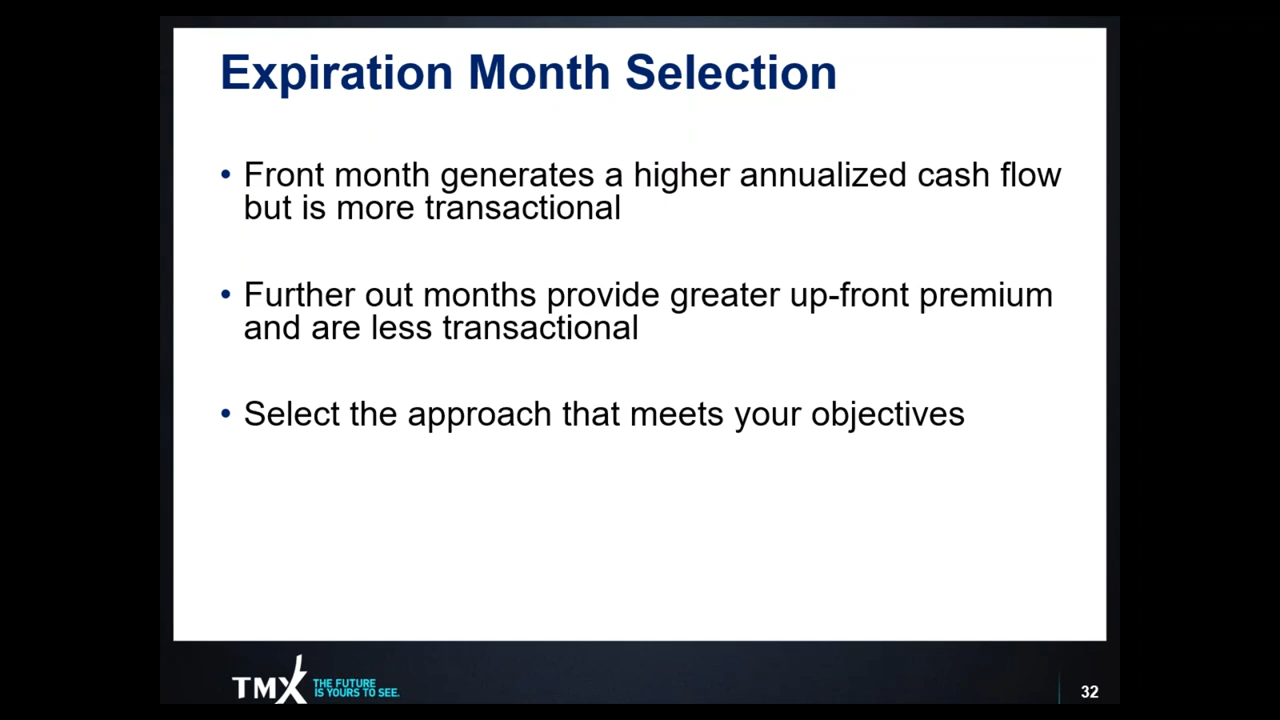 Expiration Month Selection
• Front month generates a higher annualized cash flow
but is more transactional
• Further out months provide greater up-front premium
and are less transactional
• Select the approach that meets your objectives
TMX
THE FUTURE
IS YOURS TO SEE.
32